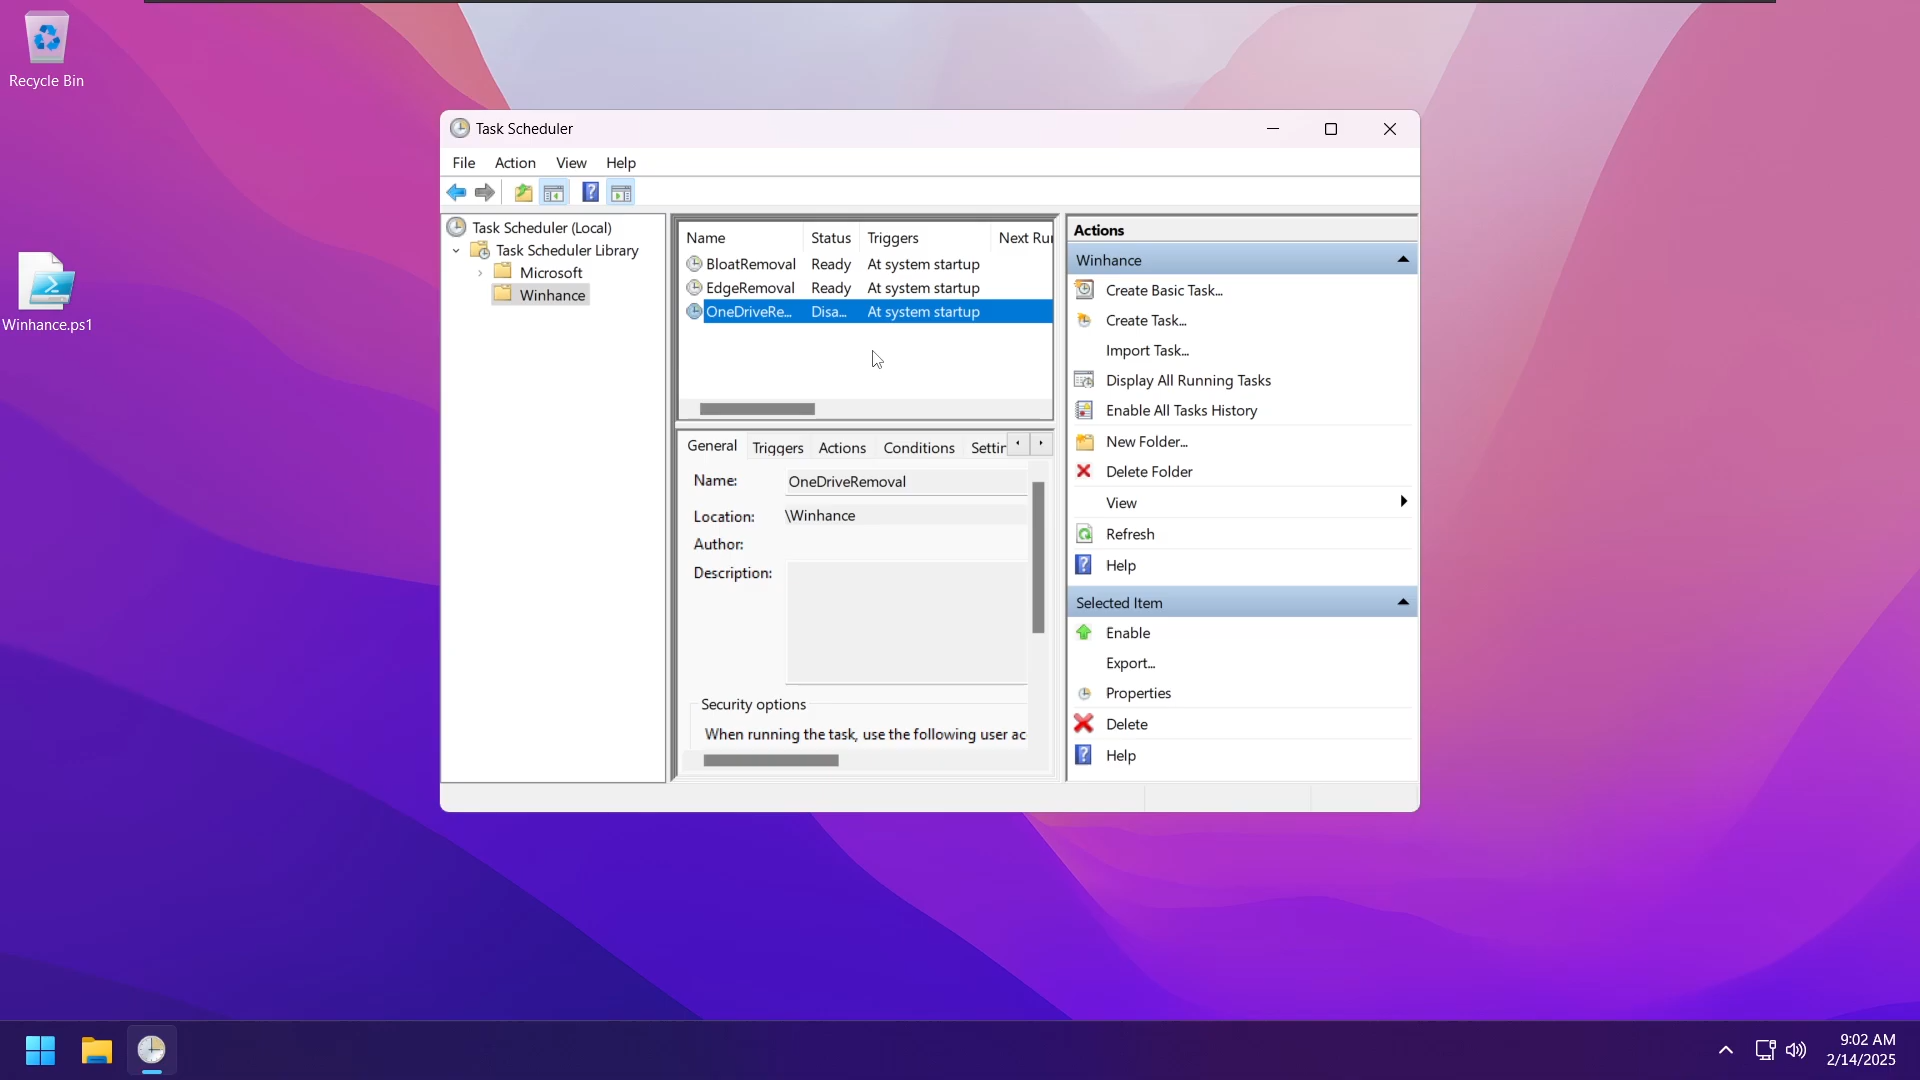 Recycle Bin
Winhance.ps1
Task Scheduler
File Action View Help
Task Scheduler (Local)
Task Scheduler Library
Microsoft
Winhance
Name Status Triggers Next Ru
BloatRemoval Ready At system startup
EdgeRemoval Ready At system startup
OneDriveRe... Disa... At system startup
General Triggers Actions Conditions Settin
Name: OneDriveRemoval
Location: \Winhance
Author:
Description:
Security options
When running the task, use the following user ac
Actions
Winhance
Create Basic Task...
Create Task...
Import Task...
Display All Running Tasks
Enable All Tasks History
New Folder...
Delete Folder
View
Refresh
Help
Selected Item
Enable
Export...
Properties
Delete
Help
9:02 AM
2/14/2025